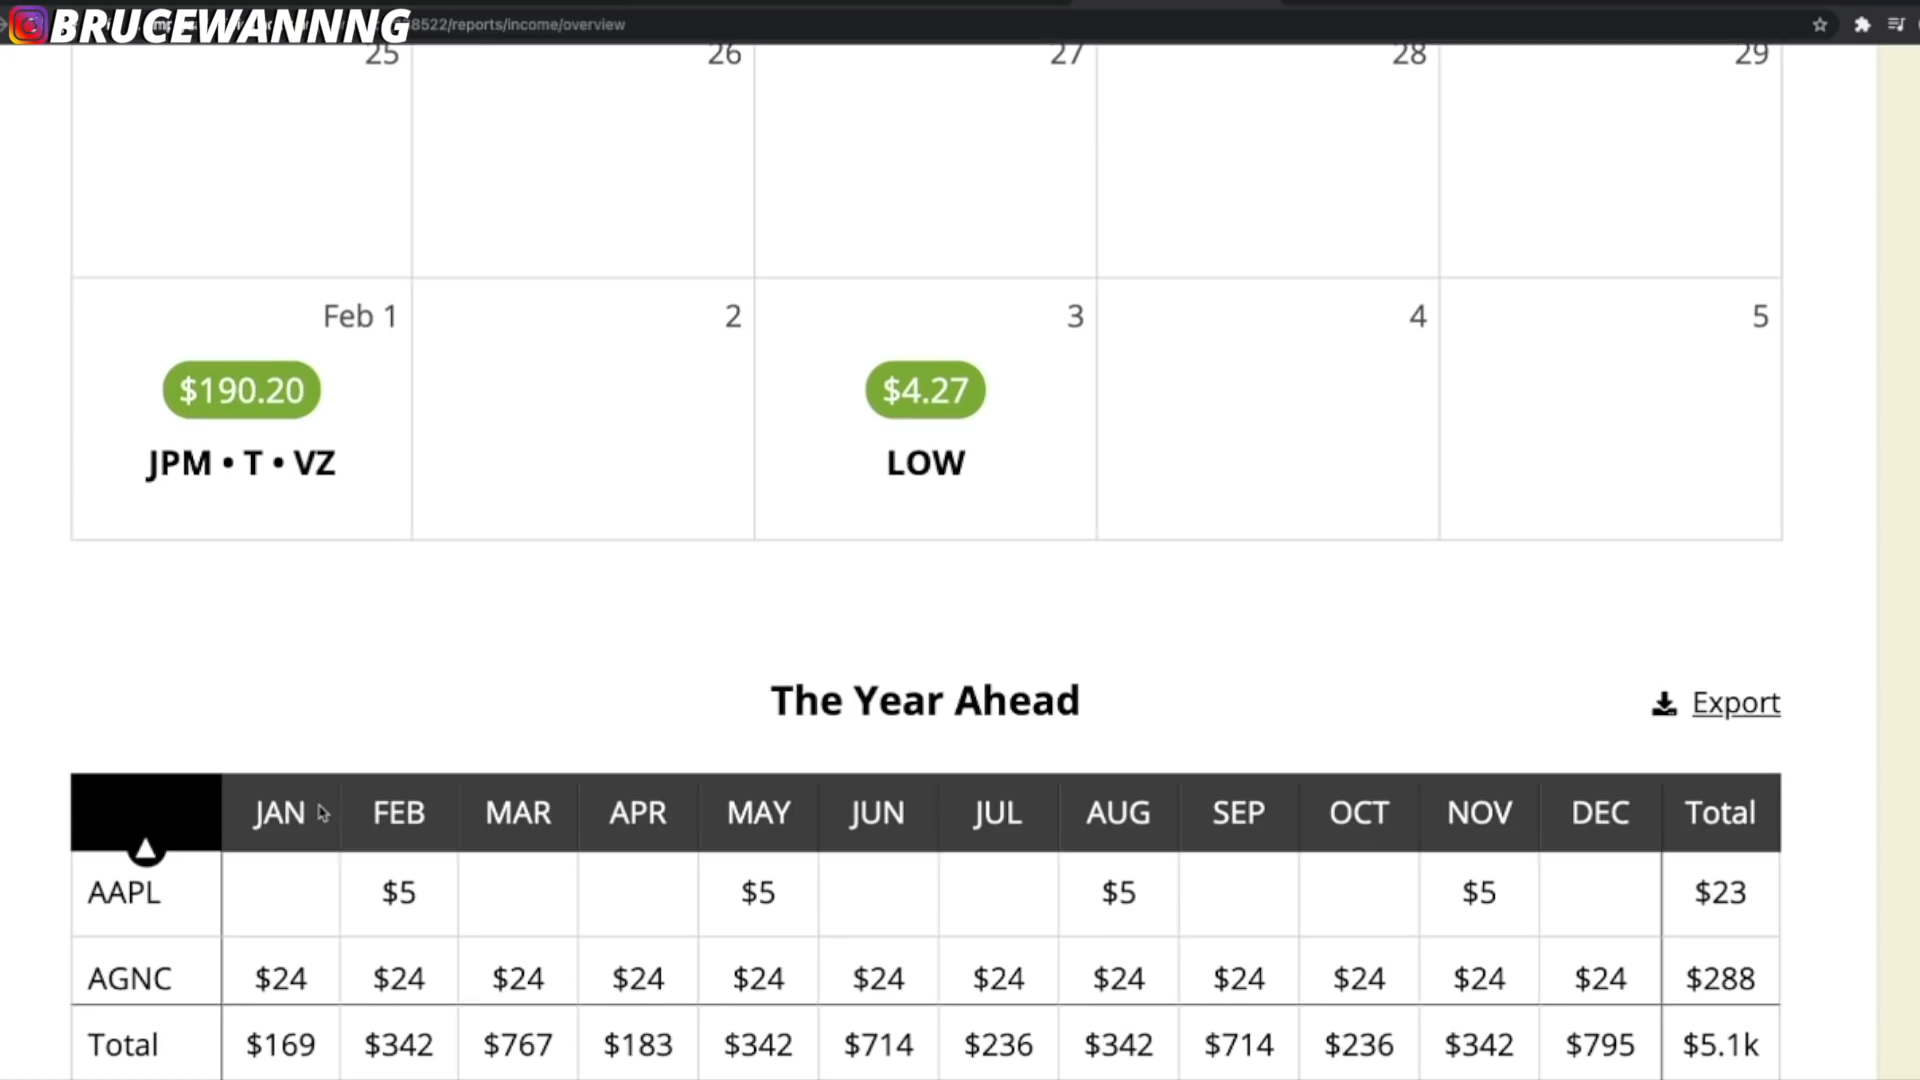 BRUCEWANNNG
8522/reports/income/overview
25 26 27 28 29
Feb 1 2 3 4 5
$190.20 $4.27
JPM • T • VZ LOW
The Year Ahead
Export
JAN FEB MAR APR MAY JUN JUL AUG SEP OCT NOV DEC Total
AAPL $5 $5 $5 $5 $23
AGNC $24 $24 $24 $24 $24 $24 $24 $24 $24 $24 $24 $24 $288
Total $169 $342 $767 $183 $342 $714 $236 $342 $714 $236 $342 $795 $5.1k